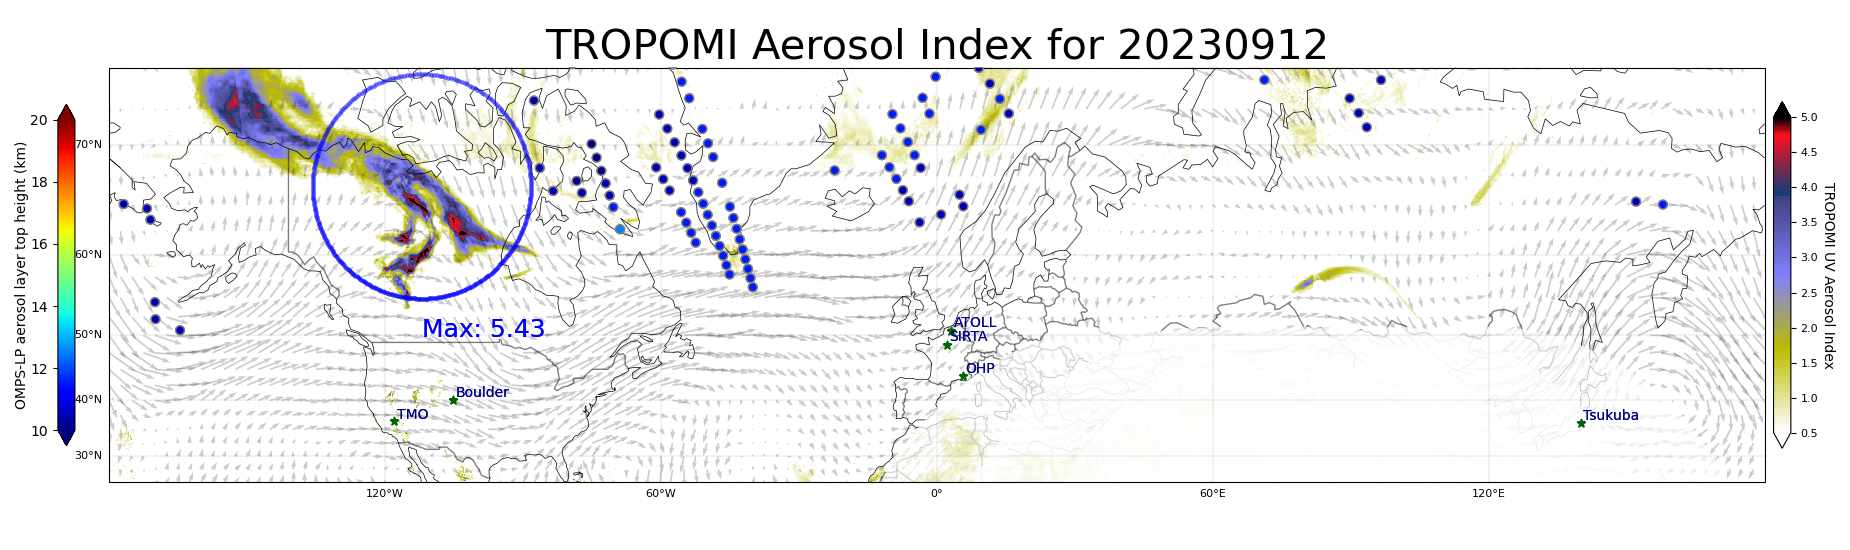 TROPOMI Aerosol Index for 20230912
OMPS-LP aerosol layer top height (km)
20
18
16
14
12
10
70°N
60°N
50°N
40°N
30°N
120°W
60°W
0°
60°E
120°E
Max: 5.43
Boulder
TMO
ATOLL
SIRTA
OHP
Tsukuba
5.0
4.5
4.0
3.5
3.0
2.5
2.0
1.5
1.0
0.5
TROPOMI UV Aerosol Index